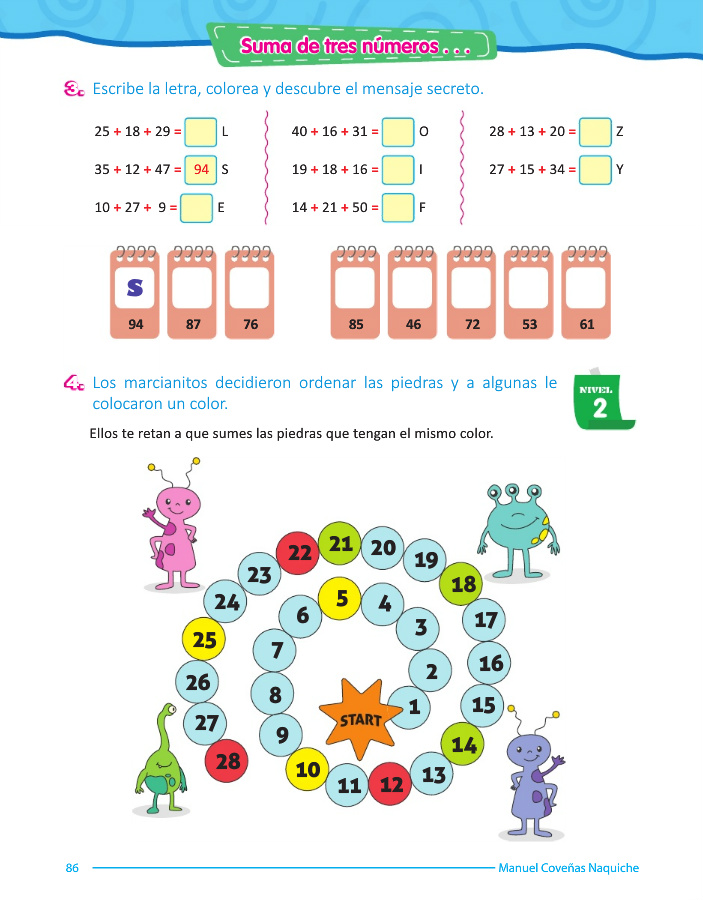 Suma de tres números . . .
3. Escribe la letra, colorea y descubre el mensaje secreto.
25 + 18 + 29 = L
40 + 16 + 31 = O
28 + 13 + 20 = Z
35 + 12 + 47 = 94 S
19 + 18 + 16 = I
27 + 15 + 34 = Y
10 + 27 + 9 = E
14 + 21 + 50 = F
S
94 87 76 85 46 72 53 61
4. Los marcianitos decidieron ordenar las piedras y a algunas le
colocaron un color.
NIVEL
2
Ellos te retan a que sumes las piedras que tengan el mismo color.
START
1
2
3
4
5
6
7
8
9
10
11
12
13
14
15
16
17
18
19
20
21
22
23
24
25
26
27
28
86 Manuel Coveñas Naquiche